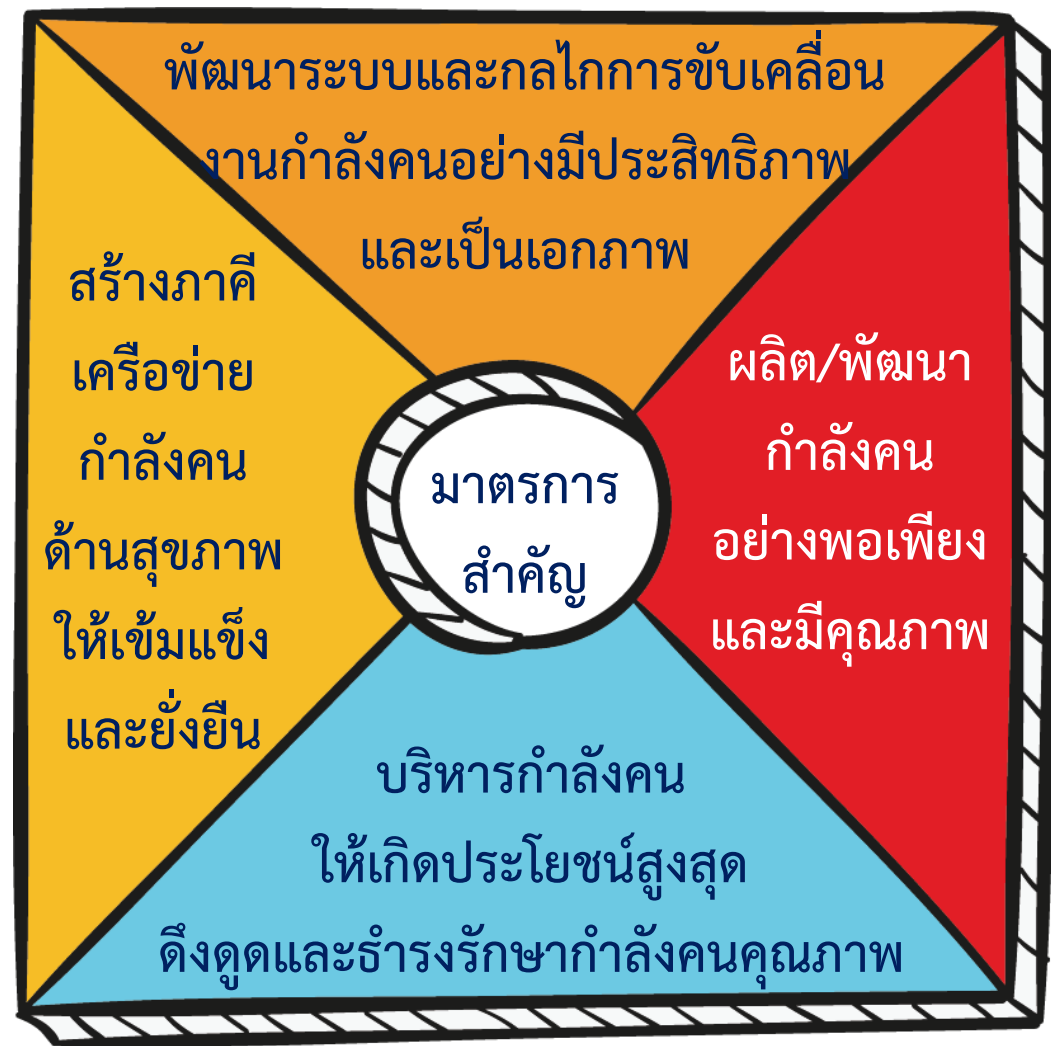 พัฒนาระบบและกลไกการขับเคลื่อน
งานกำลังคนอย่างมีประสิทธิภาพ
และเป็นเอกภาพ
สร้างภาคี
เครือข่าย
กำลังคน
ด้านสุขภาพ
ให้เข้มแข็ง
และยั่งยืน
มาตรการ
สำคัญ
ผลิต/พัฒนา
กำลังคน
อย่างพอเพียง
และมีคุณภาพ
บริหารกำลังคน
ให้เกิดประโยชน์สูงสุด
ดึงดูดและธำรงรักษากำลังคนคุณภาพ